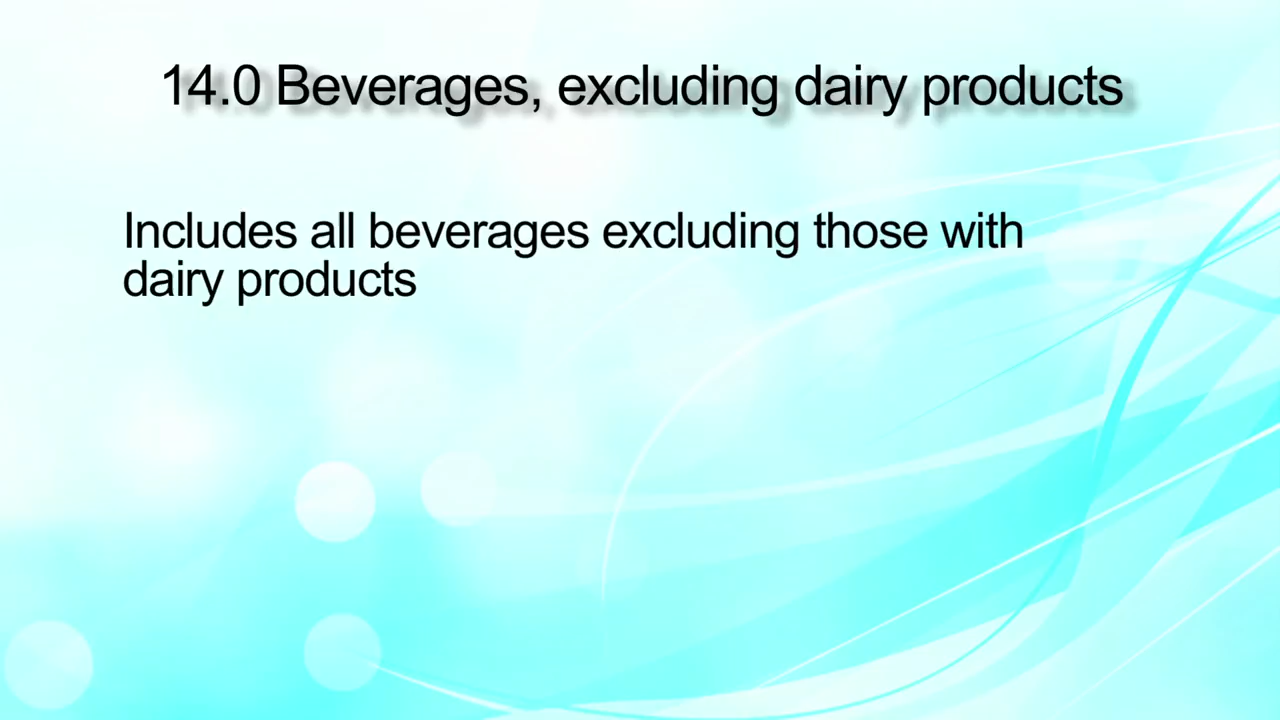 14.0 Beverages, excluding dairy products
Includes all beverages excluding those with
dairy products